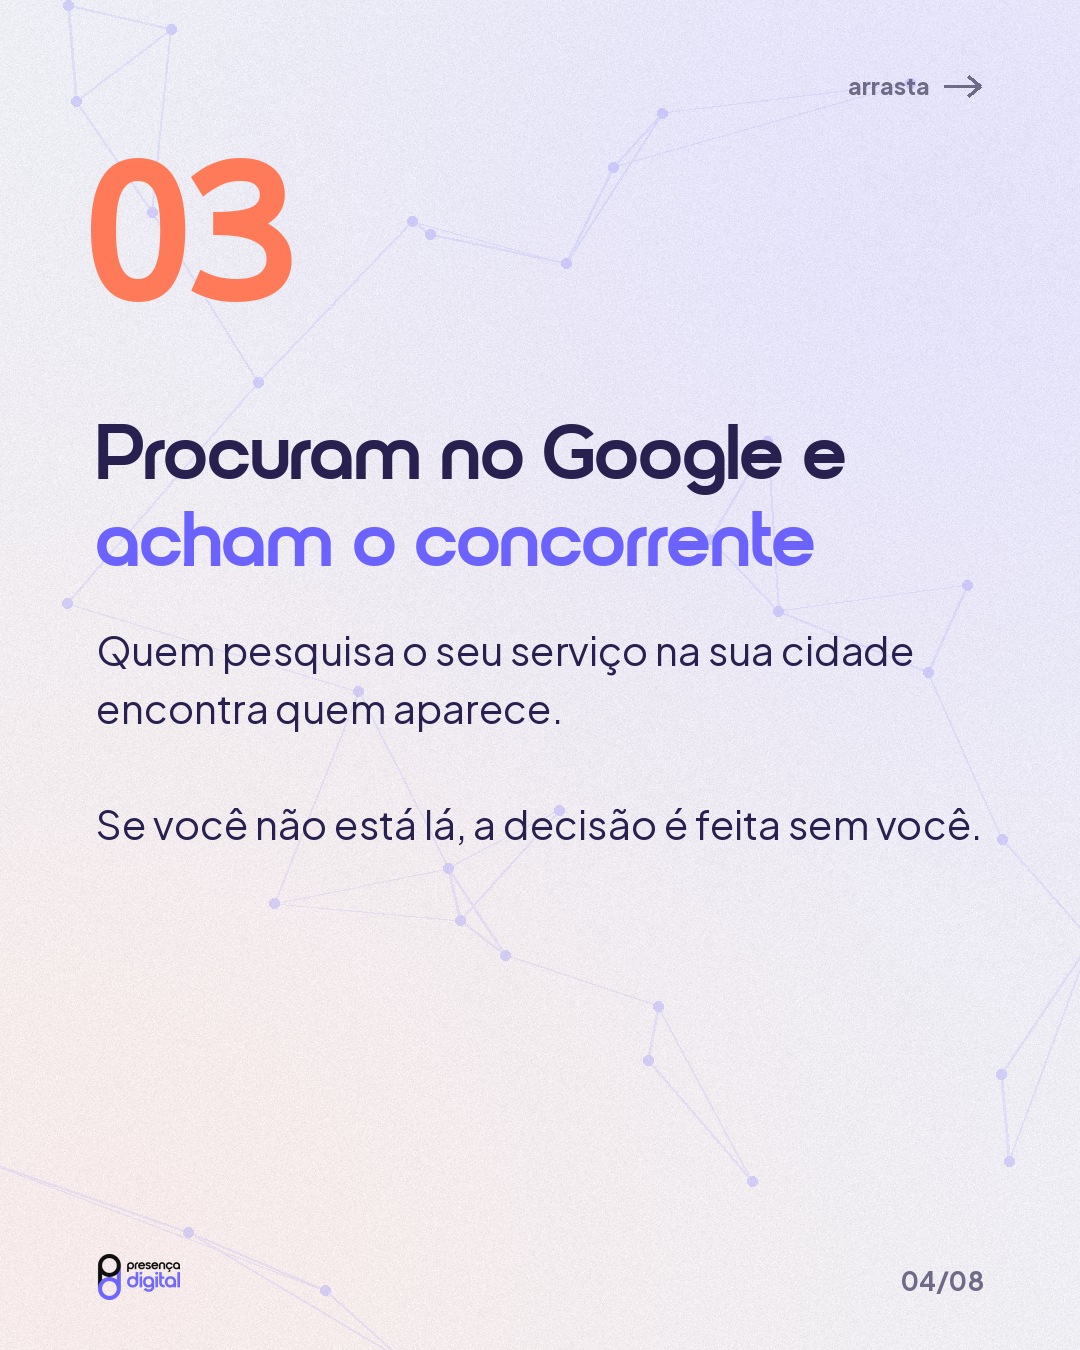 arrasta
03
Procuram no Google e
acham o concorrente
Quem pesquisa o seu serviço na sua cidade
encontra quem aparece.
Se você não está lá, a decisão é feita sem você.
presença
digital
04/08